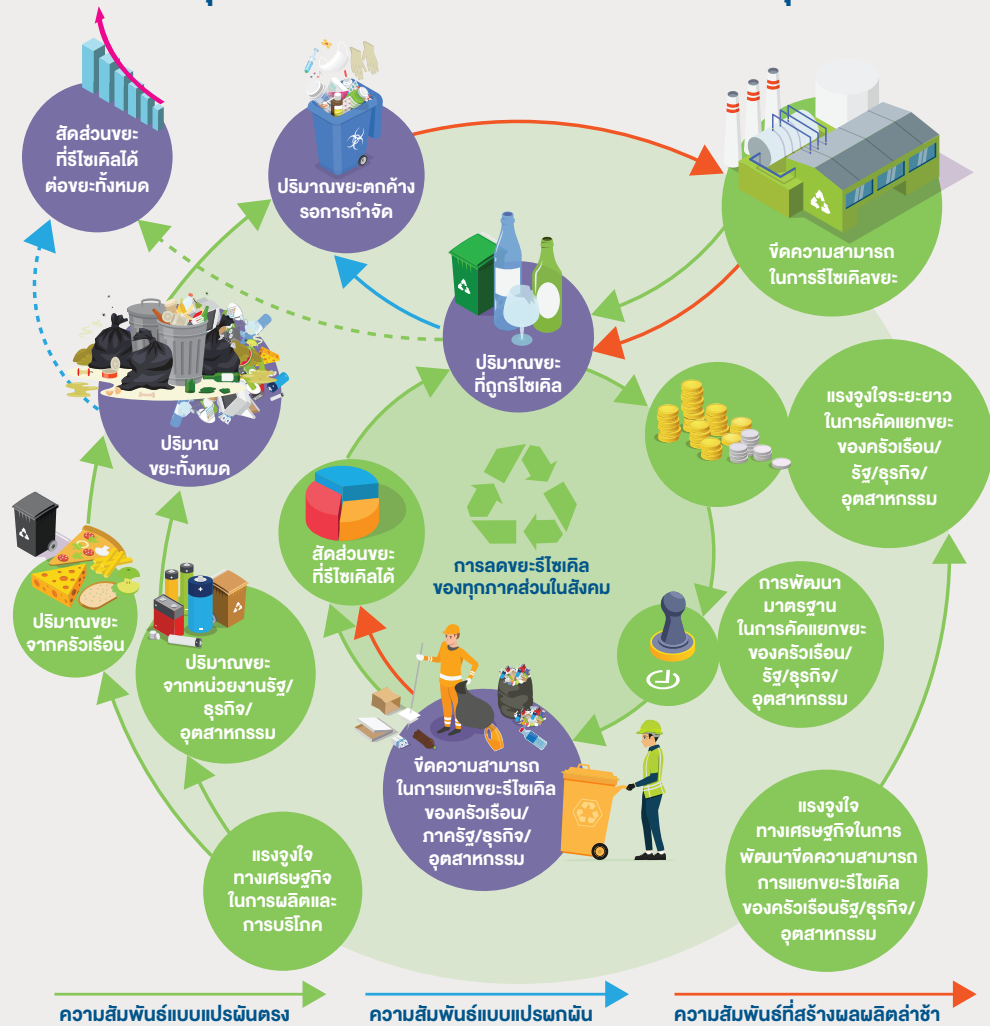 สัดส่วนขยะ
ที่รีไซเคิลได้
ต่อขยะทั้งหมด
ปริมาณขยะตกค้าง
รอการกำจัด
ขีดความสามารถ
ในการรีไซเคิลขยะ
ปริมาณขยะ
ที่ถูกรีไซเคิล
ปริมาณ
ขยะทั้งหมด
แรงจูงใจระยะยาว
ในการคัดแยกขยะ
ของครัวเรือน/
รัฐ/ธุรกิจ/
อุตสาหกรรม
สัดส่วนขยะ
ที่รีไซเคิลได้
การลดขยะรีไซเคิล
ของทุกภาคส่วนในสังคม
ปริมาณขยะ
จากครัวเรือน
ปริมาณขยะ
จากหน่วยงานรัฐ/
ธุรกิจ/
อุตสาหกรรม
การพัฒนา
มาตรฐาน
ในการคัดแยกขยะ
ของครัวเรือน/
รัฐ/ธุรกิจ/
อุตสาหกรรม
ขีดความสามารถ
ในการแยกขยะรีไซเคิล
ของครัวเรือน/
ภาครัฐ/ธุรกิจ/
อุตสาหกรรม
แรงจูงใจ
ทางเศรษฐกิจ
ในการผลิตและ
การบริโภค
แรงจูงใจ
ทางเศรษฐกิจในการ
พัฒนาขีดความสามารถ
การแยกขยะรีไซเคิล
ของครัวเรือนรัฐ/ธุรกิจ/
อุตสาหกรรม
ความสัมพันธ์แบบแปรผันตรง
ความสัมพันธ์แบบแปรผกผัน
ความสัมพันธ์ที่สร้างผลผลิตล่าช้า